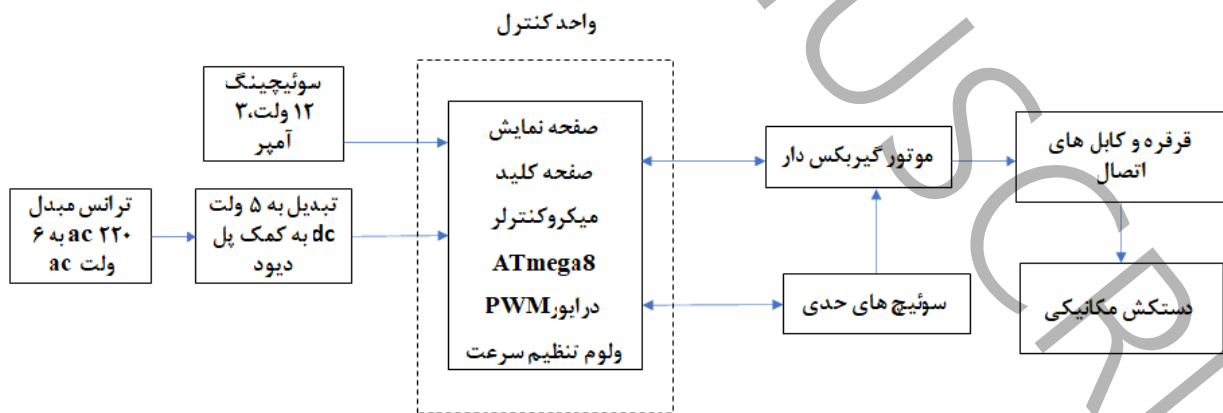 واحد کنترل
سوئیچینگ
۱۲ ولت،۳
آمپر
ترانس مبدل
۲۲۰ ac به ۶
ولت ac
تبدیل به ۵ ولت
dc به کمک پل
دیود
صفحه نمایش
صفحه کلید
میکروکنترلر
ATmega8
درایورPWM
ولوم تنظیم سرعت
موتور گیربکس دار
سوئیچ های حدی
قرقره و کابل های
اتصال
دستکش مکانیکی
USCRI